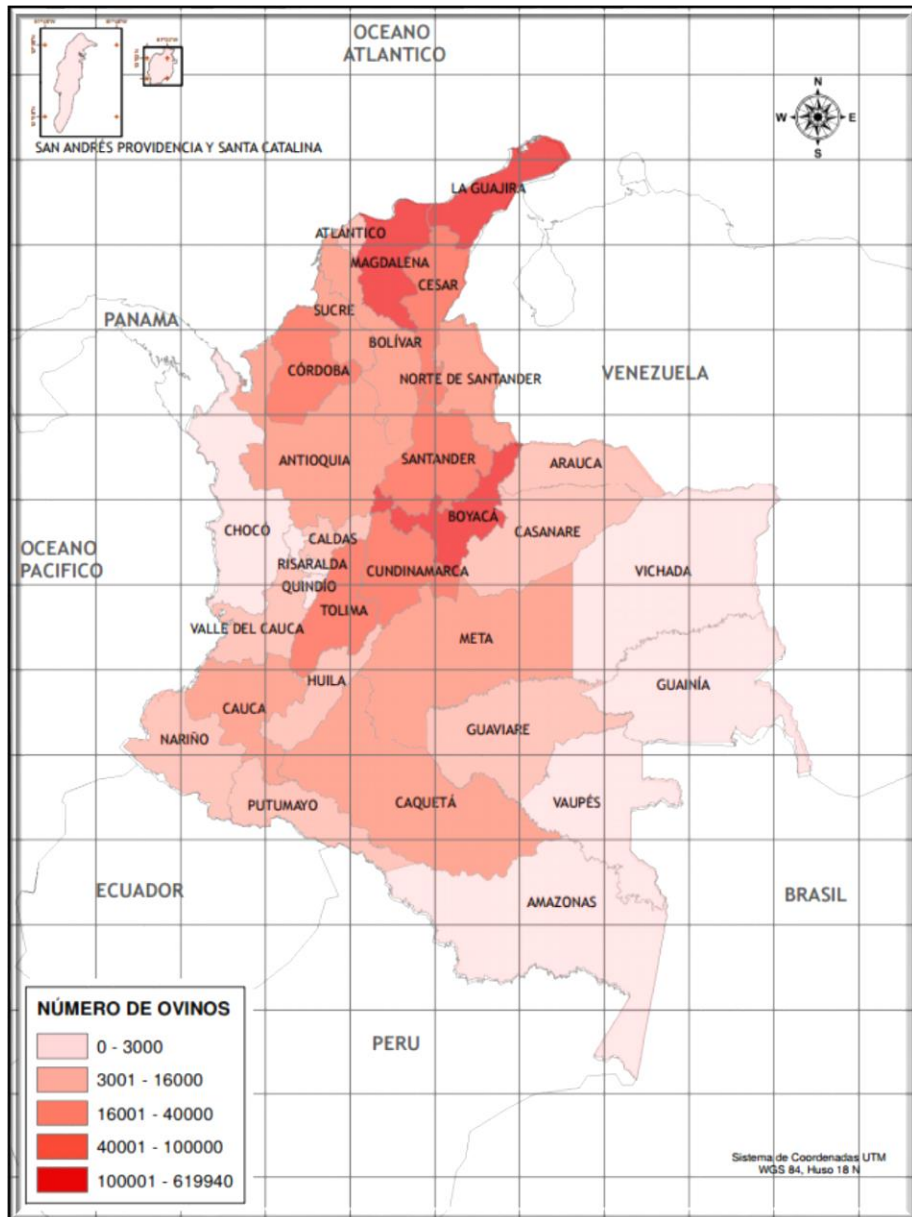 OCEANO
ATLANTICO
N
W E
S
SAN ANDRÉS PROVIDENCIA Y SANTA CATALINA
LA GUAJIRA
ATLÁNTICO
MAGDALENA
CESAR
SUCRE
PANAMA
BOLÍVAR
CÓRDOBA
NORTE DE SANTANDER
VENEZUELA
ANTIOQUIA
SANTANDER
ARAUCA
BOYACÁ
CHOCÓ
CASANARE
CALDAS
OCEANO
PACIFICO
RISARALDA
CUNDINAMARCA
VICHADA
QUINDÍO
TOLIMA
VALLE DEL CAUCA
META
HUILA
GUAINÍA
CAUCA
GUAVIARE
NARIÑO
PUTUMAYO
CAQUETÁ
VAUPÉS
ECUADOR
AMAZONAS
BRASIL
PERU
NÚMERO DE OVINOS
0 - 3000
3001 - 16000
16001 - 40000
40001 - 100000
100001 - 619940
Sistema de Coordenadas UTM
WGS 84, Huso 18 N